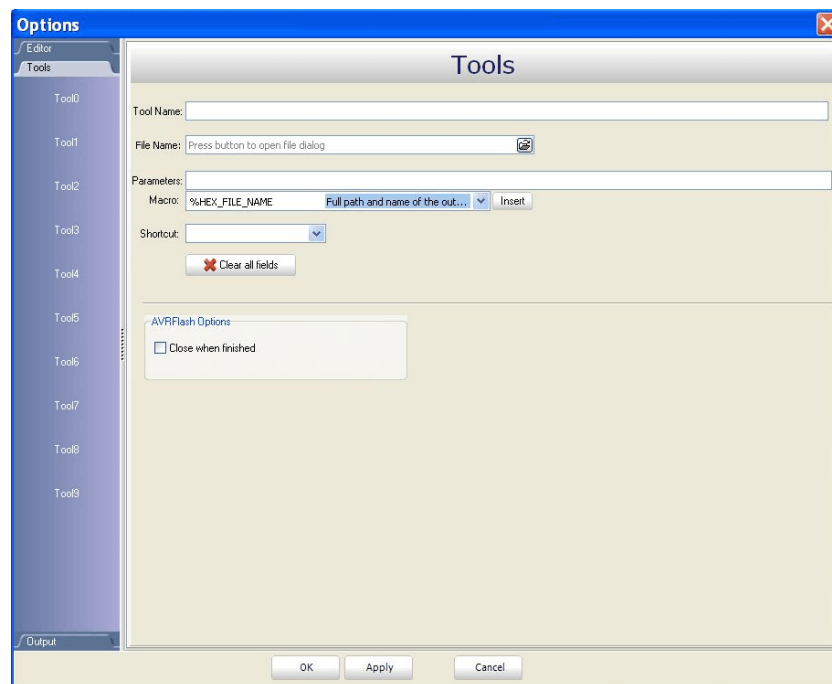 Options
Editor
Tools
Tool0
Tool1
Tool2
Tool3
Tool4
Tool5
Tool6
Tool7
Tool8
Tool9
Output
Tools
Tool Name:
File Name: Press button to open file dialog
Parameters:
Macro: %HEX_FILE_NAME Full path and name of the out... Insert
Shortcut:
Clear all fields
AVRFlash Options
Close when finished
OK Apply Cancel